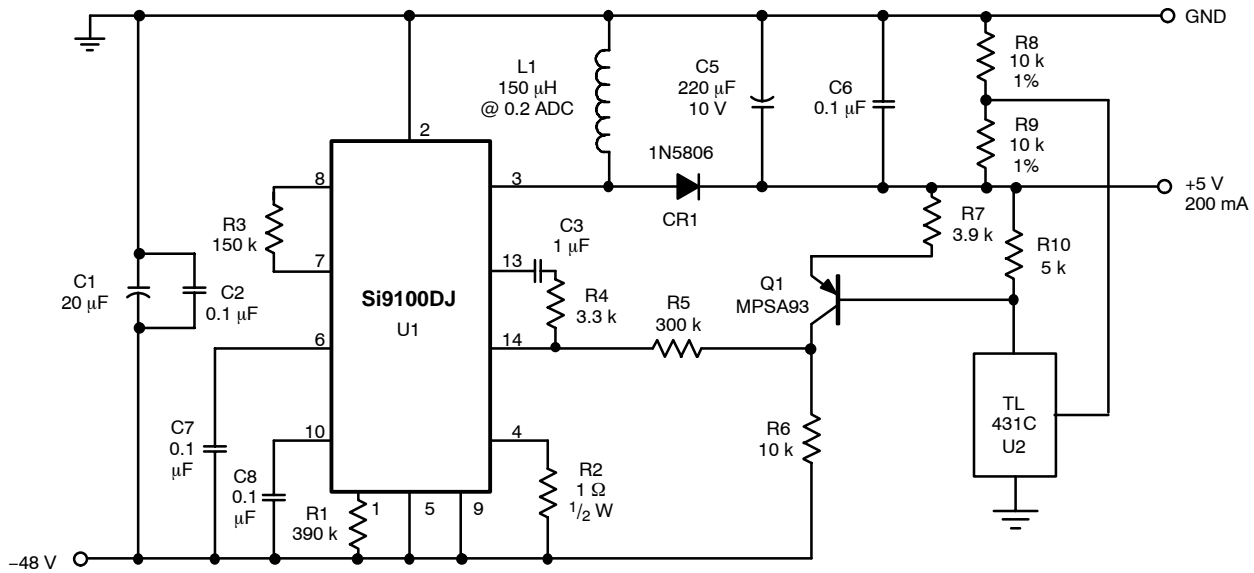 GND
R8
10 k
1%
L1
150 μH
@ 0.2 ADC
C5
220 μF
10 V
C6
0.1 μF
2
R9
10 k
1%
1N5806
8
3
+5 V
200 mA
CR1
R3
150 k
C3
1 μF
R7
3.9 k
R10
5 k
7
13
C1
20 μF
C2
0.1 μF
Si9100DJ
U1
R4
3.3 k
Q1
MPSA93
R5
300 k
6
14
TL
431C
U2
C7
0.1
μF
10
4
R6
10 k
C8
0.1
μF
R2
1 Ω
1/2 W
R1
390 k
1
5
9
−48 V